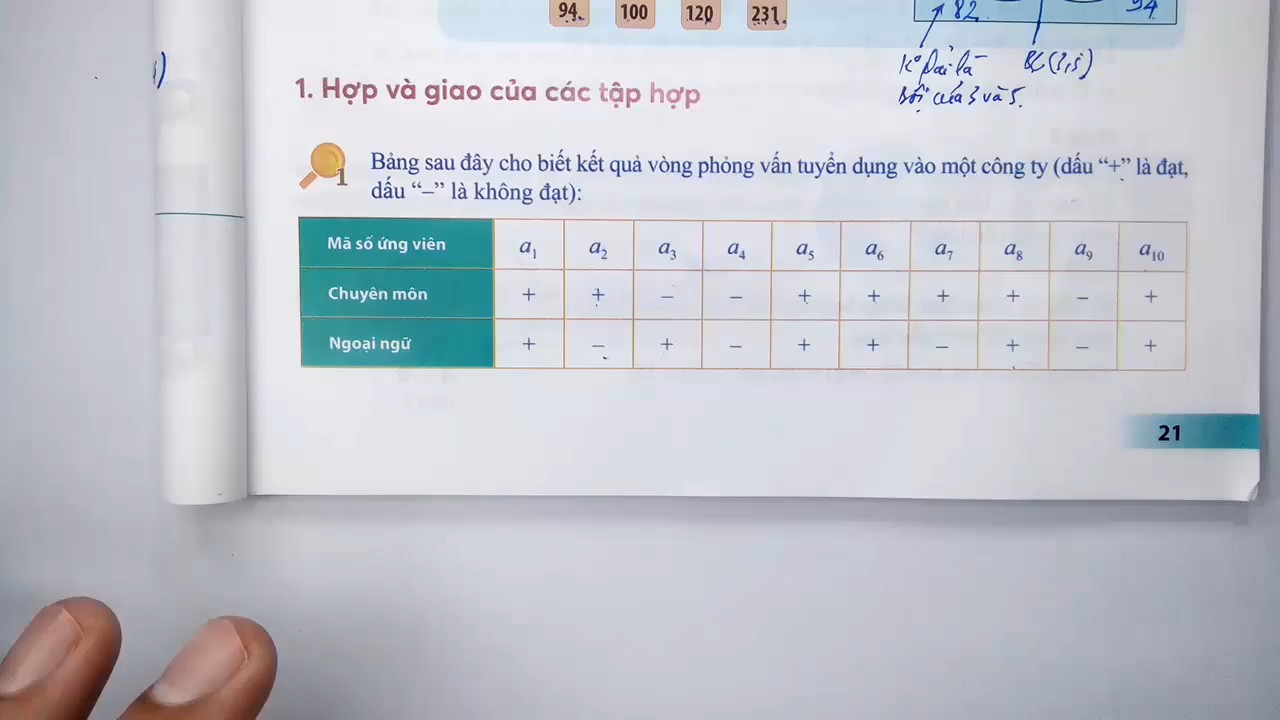 94. 100 120 231.
82 94
Bội của 3 và 5.
BC(3,5)
1. Hợp và giao của các tập hợp
1
Bảng sau đây cho biết kết quả vòng phỏng vấn tuyển dụng vào một công ty (dấu “+” là đạt,
dấu “–” là không đạt):
Mã số ứng viên a1 a2 a3 a4 a5 a6 a7 a8 a9 a10
Chuyên môn + + – – + + + + – +
Ngoại ngữ + – + – + + – + – +
21